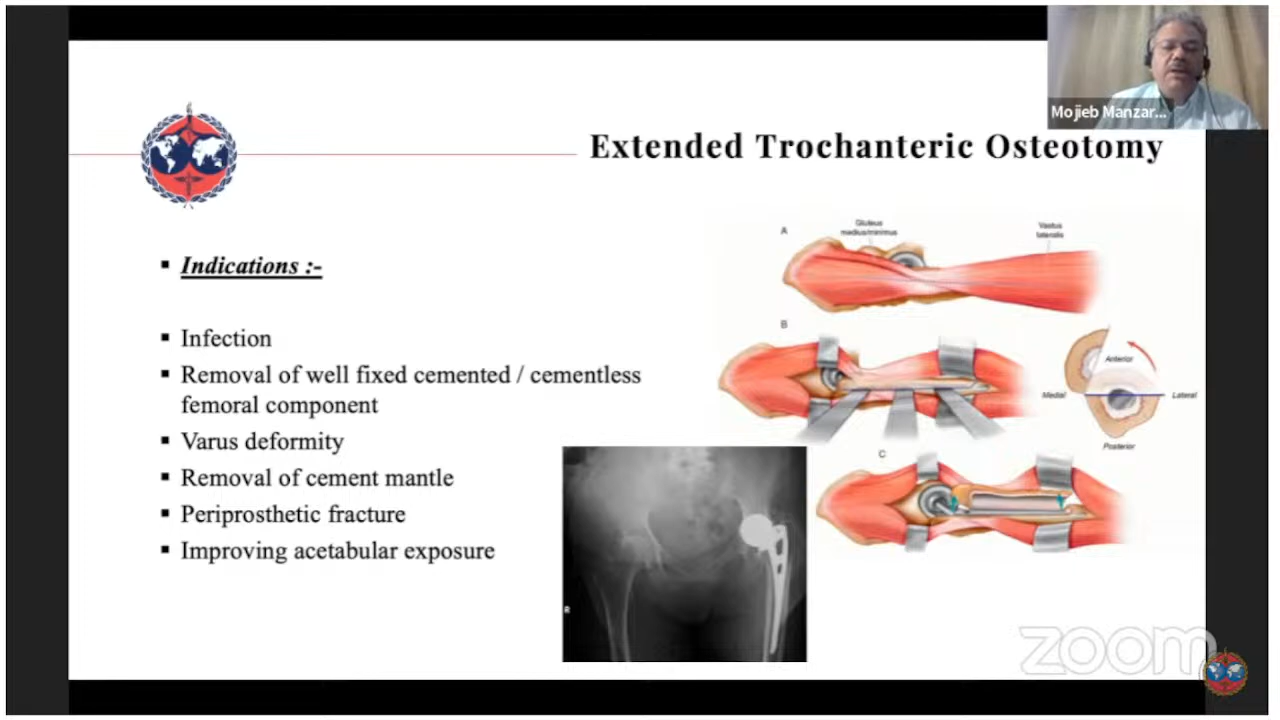 Mojieb Manzar...
Extended Trochanteric Osteotomy
Indications :-
Infection
Removal of well fixed cemented / cementless
femoral component
Varus deformity
Removal of cement mantle
Periprosthetic fracture
Improving acetabular exposure
A
Gluteus
medius/minimus
Vastus
lateralis
B
Anterior
Medial
Lateral
Posterior
C
R
zoom